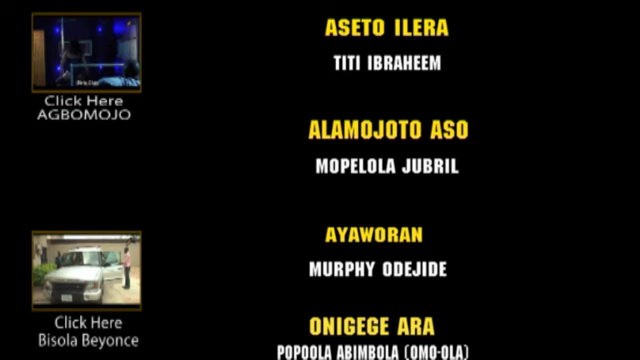 ASETO ILERA
TITI IBRAHEEM
Click Here
AGBOMOJO
ALAMOJOTO ASO
MOPELOLA JUBRIL
AYAWORAN
MURPHY ODEJIDE
Click Here
Bisola Beyonce
ONIGEGE ARA
POPOOLA ABIMBOLA (OMO-OLA)